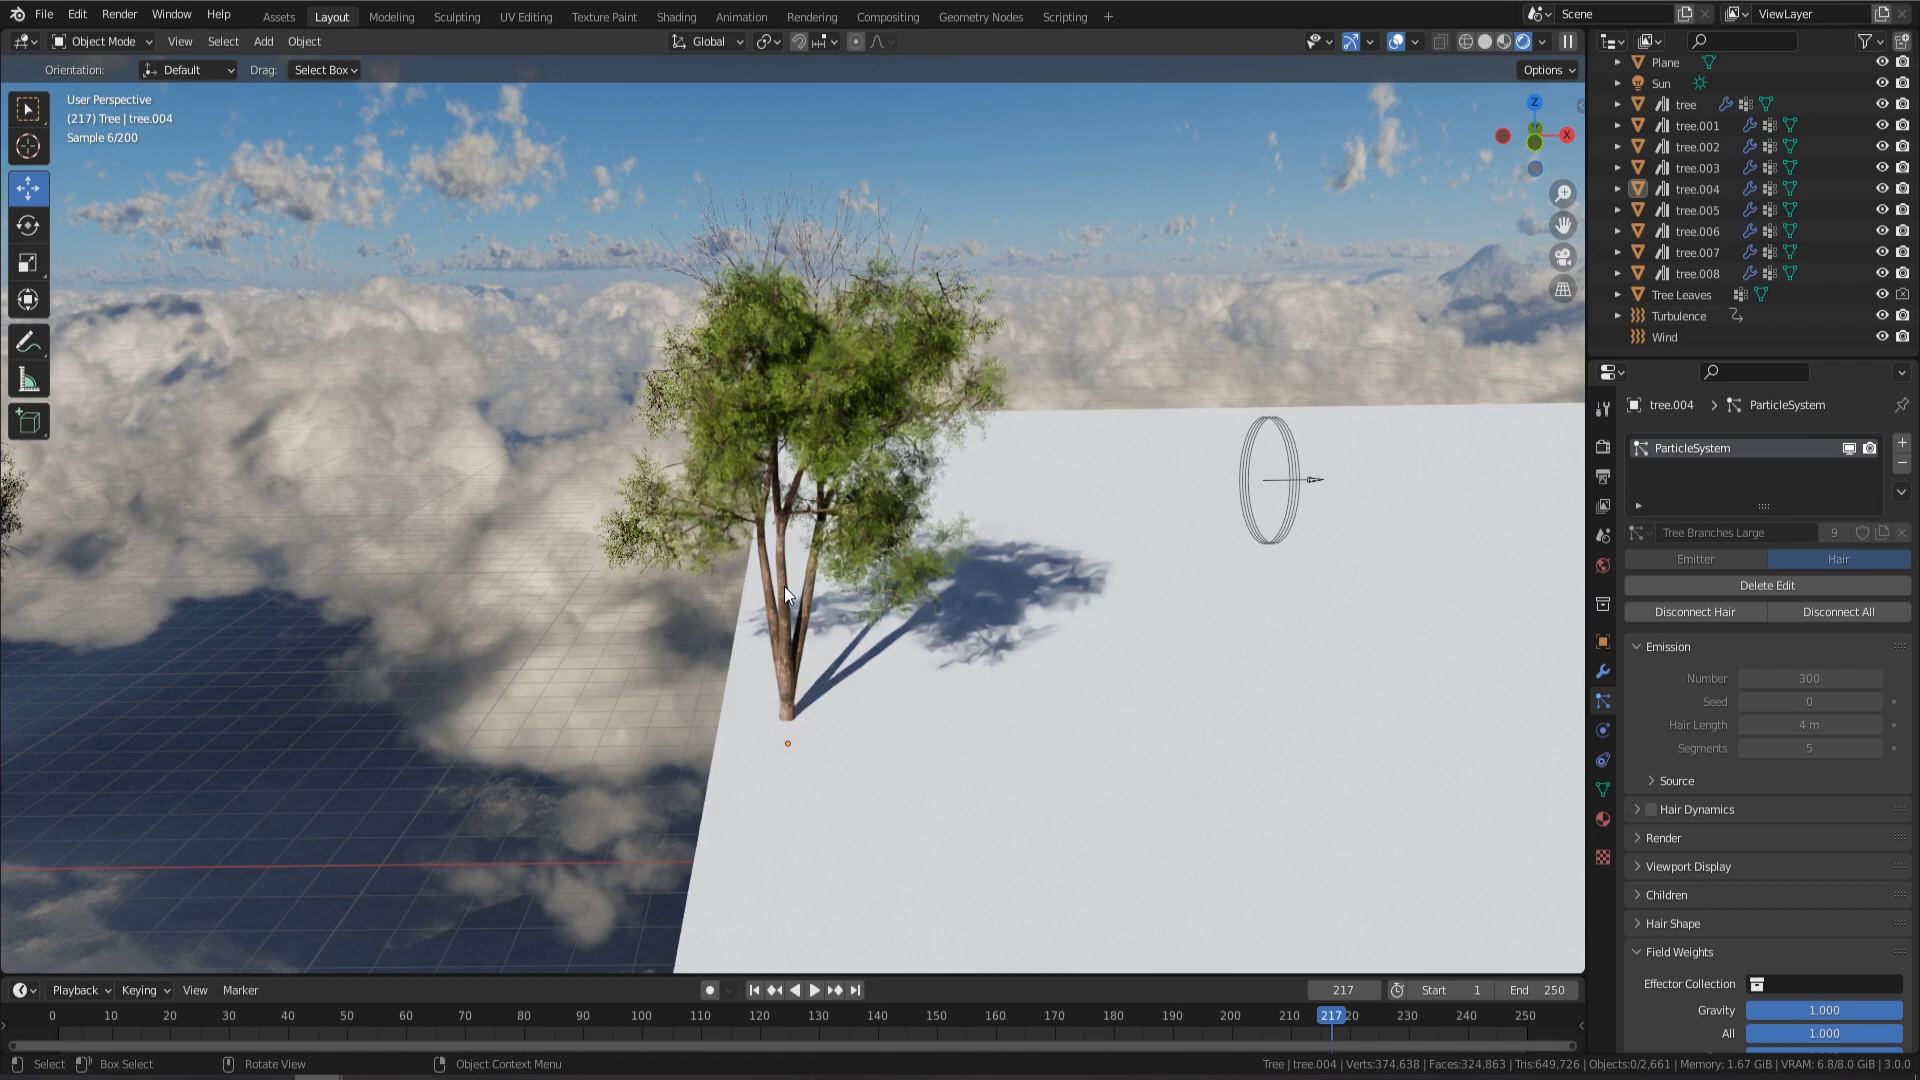 File Edit Render Window Help
Assets Layout Modeling Sculpting UV Editing Texture Paint Shading Animation Rendering Compositing Geometry Nodes Scripting +
Scene
ViewLayer
Object Mode View Select Add Object
Global
Orientation: Default Drag: Select Box
Options
User Perspective
(217) Tree | tree.004
Sample 6/200
Z
Y
X
Plane
Sun
tree
tree.001
tree.002
tree.003
tree.004
tree.005
tree.006
tree.007
tree.008
Tree Leaves
Turbulence
Wind
tree.004 > ParticleSystem
ParticleSystem
Tree Branches Large 9
Emitter Hair
Delete Edit
Disconnect Hair Disconnect All
Emission
Number 300
Seed 0
Hair Length 4 m
Segments 5
Source
Hair Dynamics
Render
Viewport Display
Children
Hair Shape
Field Weights
Effector Collection
Gravity 1.000
All 1.000
Playback Keying View Marker
217 Start 1 End 250
0 10 20 30 40 50 60 70 80 90 100 110 120 130 140 150 160 170 180 190 200 210 217 20 230 240 250
Select Box Select Rotate View Object Context Menu
Tree | tree.004 | Verts:374,638 | Faces:324,863 | Tris:649,726 | Objects:0/2,661 | Memory: 1.67 GiB | VRAM: 6.8/8.0 GiB | 3.0.0